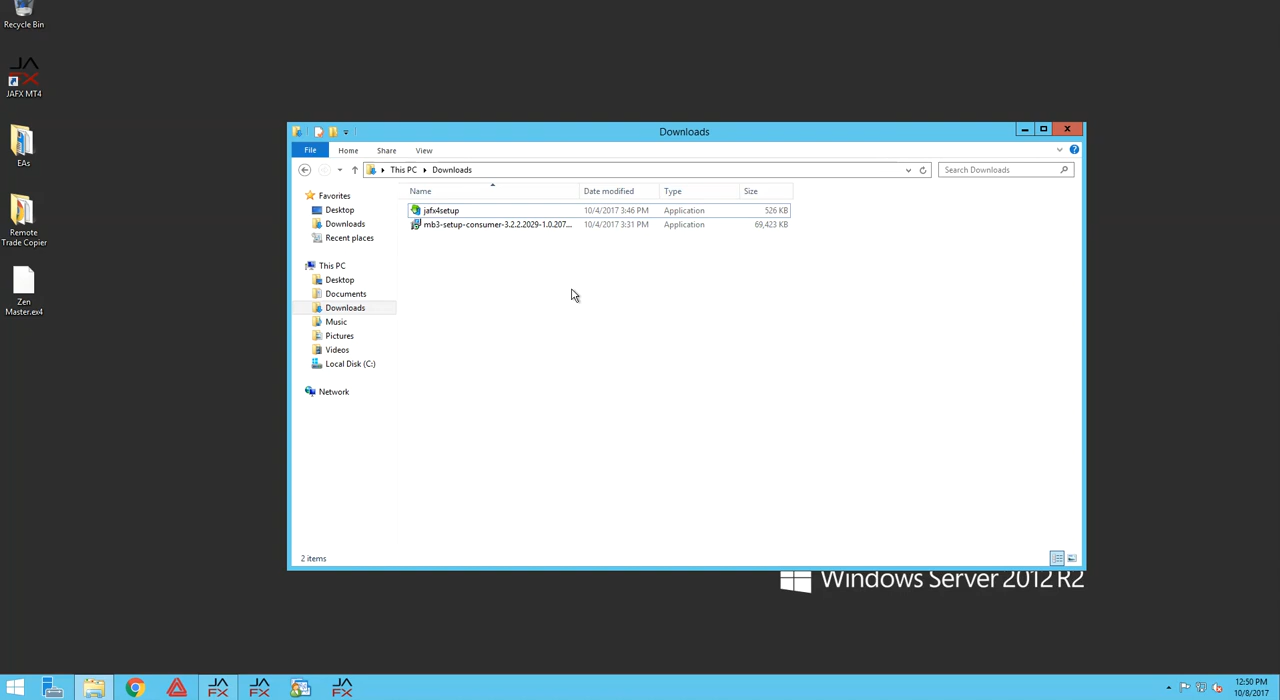 Recycle Bin
JAFX
JAFX MT4
EAs
Remote
Trade Copier
Zen
Master.ex4
Downloads
File Home Share View
This PC Downloads
Search Downloads
Name Date modified Type Size
jafx4setup 10/4/2017 3:46 PM Application 526 KB
mb3-setup-consumer-3.2.2.2029-1.0.207... 10/4/2017 3:31 PM Application 69,423 KB
Favorites
Desktop
Downloads
Recent places
This PC
Desktop
Documents
Downloads
Music
Pictures
Videos
Local Disk (C:)
Network
2 items
Windows Server 2012 R2
JAFX JAFX JAFX
12:50 PM
10/8/2017